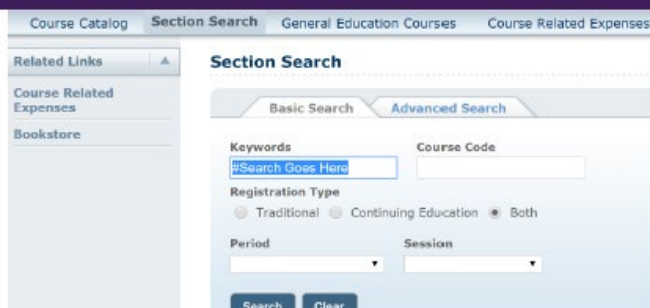 Course Catalog Section Search General Education Courses Course Related Expenses
Related Links
Course Related
Expenses
Bookstore
Section Search
Basic Search Advanced Search
Keywords Course Code
#Search Goes Here
Registration Type
Traditional Continuing Education Both
Period Session
Search Clear